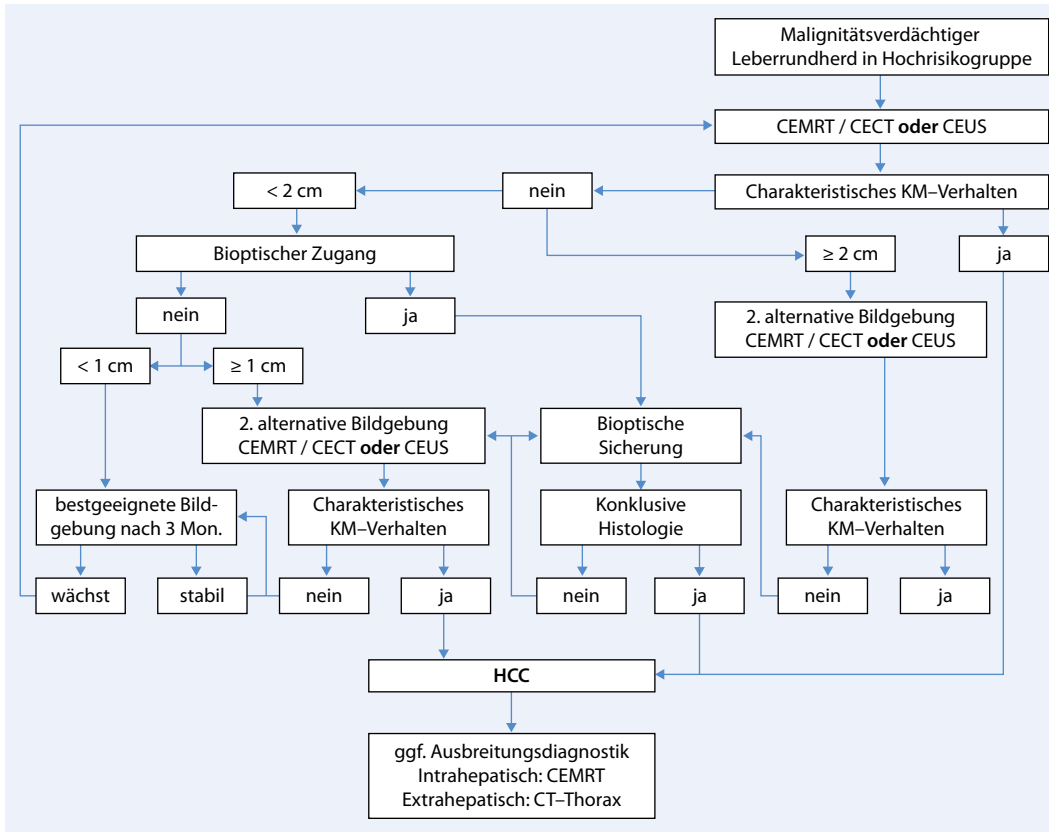 Malignitätsverdächtiger
Leberrundherd in Hochrisikogruppe
CEMRT / CECT oder CEUS
< 2 cm
nein
Charakteristisches KM–Verhalten
Bioptischer Zugang
≥ 2 cm
ja
nein
ja
2. alternative Bildgebung
CEMRT / CECT oder CEUS
< 1 cm
≥ 1 cm
2. alternative Bildgebung
CEMRT / CECT oder CEUS
Bioptische
Sicherung
bestgeeignete Bild-
gebung nach 3 Mon.
Charakteristisches
KM–Verhalten
Konklusive
Histologie
Charakteristisches
KM–Verhalten
wächst
stabil
nein
ja
nein
ja
nein
ja
HCC
ggf. Ausbreitungsdiagnostik
Intrahepatisch: CEMRT
Extrahepatisch: CT–Thorax